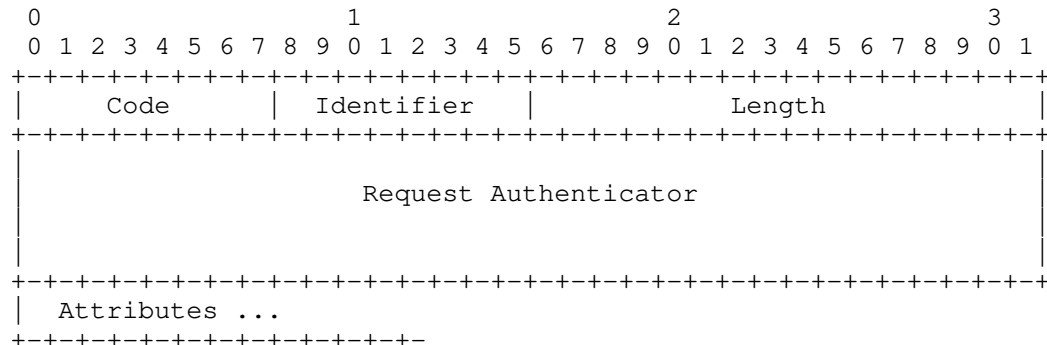 0                   1                   2                   3
 0 1 2 3 4 5 6 7 8 9 0 1 2 3 4 5 6 7 8 9 0 1 2 3 4 5 6 7 8 9 0 1
+-+-+-+-+-+-+-+-+-+-+-+-+-+-+-+-+-+-+-+-+-+-+-+-+-+-+-+-+-+-+-+-+
|     Code      |  Identifier   |            Length             |
+-+-+-+-+-+-+-+-+-+-+-+-+-+-+-+-+-+-+-+-+-+-+-+-+-+-+-+-+-+-+-+-+
|                                                               |
|                     Request Authenticator                     |
|                                                               |
|                                                               |
+-+-+-+-+-+-+-+-+-+-+-+-+-+-+-+-+-+-+-+-+-+-+-+-+-+-+-+-+-+-+-+-+
|  Attributes ...
+-+-+-+-+-+-+-+-+-+-+-+-+-